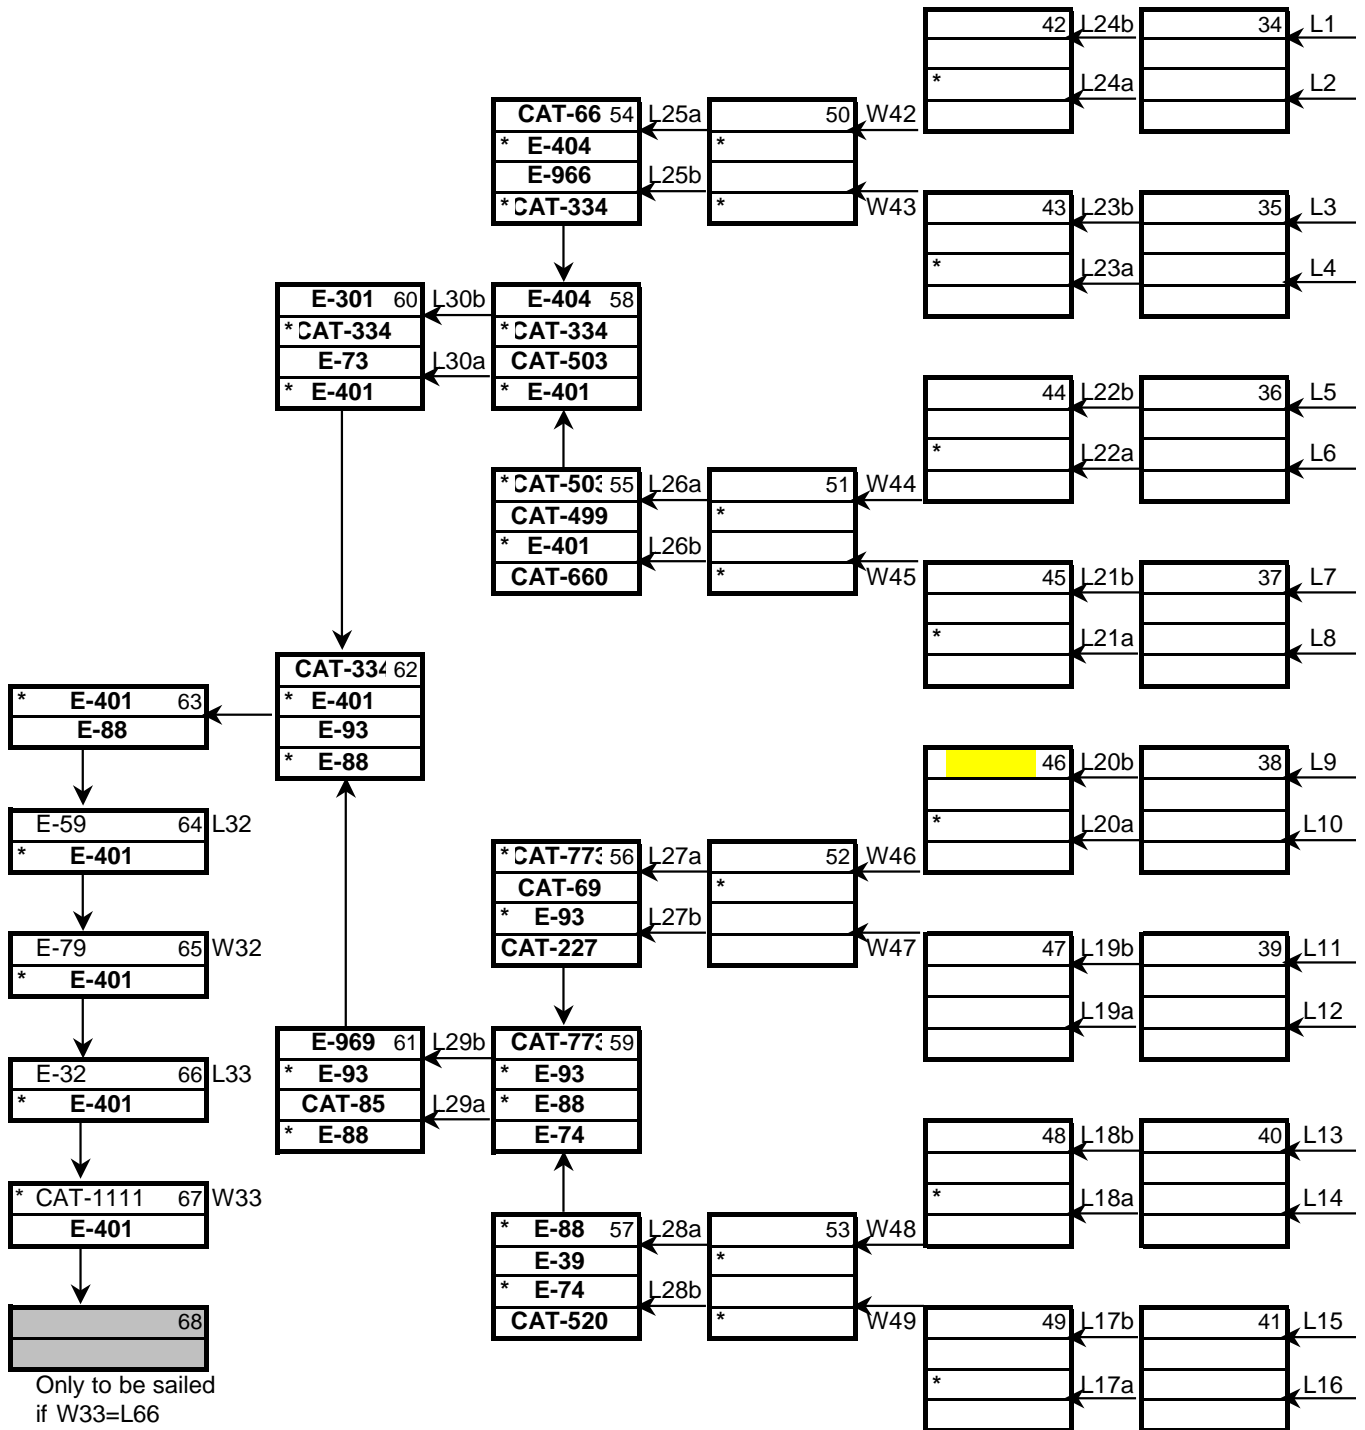 42 L24b 34 L1
* L24a L2
CAT-66 54 L25a 50 W42
* E-404 *
E-966 L25b
* CAT-334 * W43
43 L23b 35 L3
* L23a L4
E-301 60 L30b E-404 58
* CAT-334 * CAT-334
E-73 L30a CAT-503
* E-401 * E-401
44 L22b 36 L5
* L22a L6
* CAT-503 55 L26a 51 W44
CAT-499 *
* E-401 L26b
CAT-660 * W45
45 L21b 37 L7
* L21a L8
CAT-334 62
* E-401 63 * E-401
E-88 E-93
* E-88
46 L20b 38 L9
* L20a L10
E-59 64 L32
* E-401
* CAT-773 56 L27a 52 W46
CAT-69 *
* E-93 L27b
CAT-227 W47
E-79 65 W32
* E-401
47 L19b 39 L11
L19a L12
E-969 61 L29b CAT-773 59
* E-93 * E-93
CAT-85 L29a * E-88
* E-88 E-74
E-32 66 L33
* E-401
48 L18b 40 L13
* L18a L14
* CAT-1111 67 W33
E-401
* E-88 57 L28a 53 W48
E-39 *
* E-74 L28b
CAT-520 * W49
68
49 L17b 41 L15
* L17a L16
Only to be sailed
if W33=L66